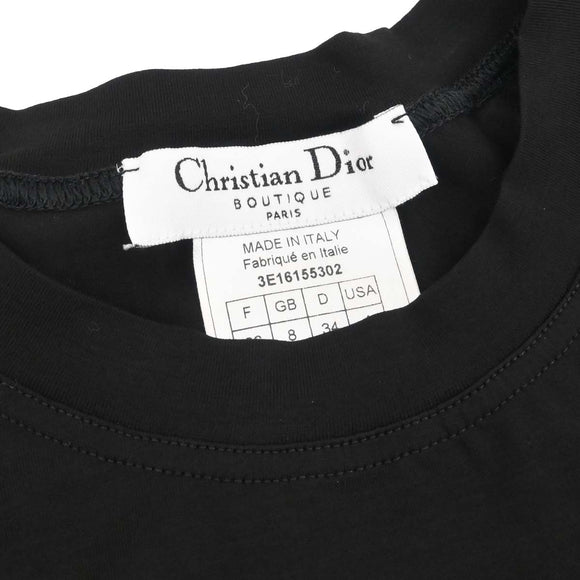 Christian Dior
BOUTIQUE
PARIS
MADE IN ITALY
Fabriqué en Italie
3E16155302
F GB D USA
8 34